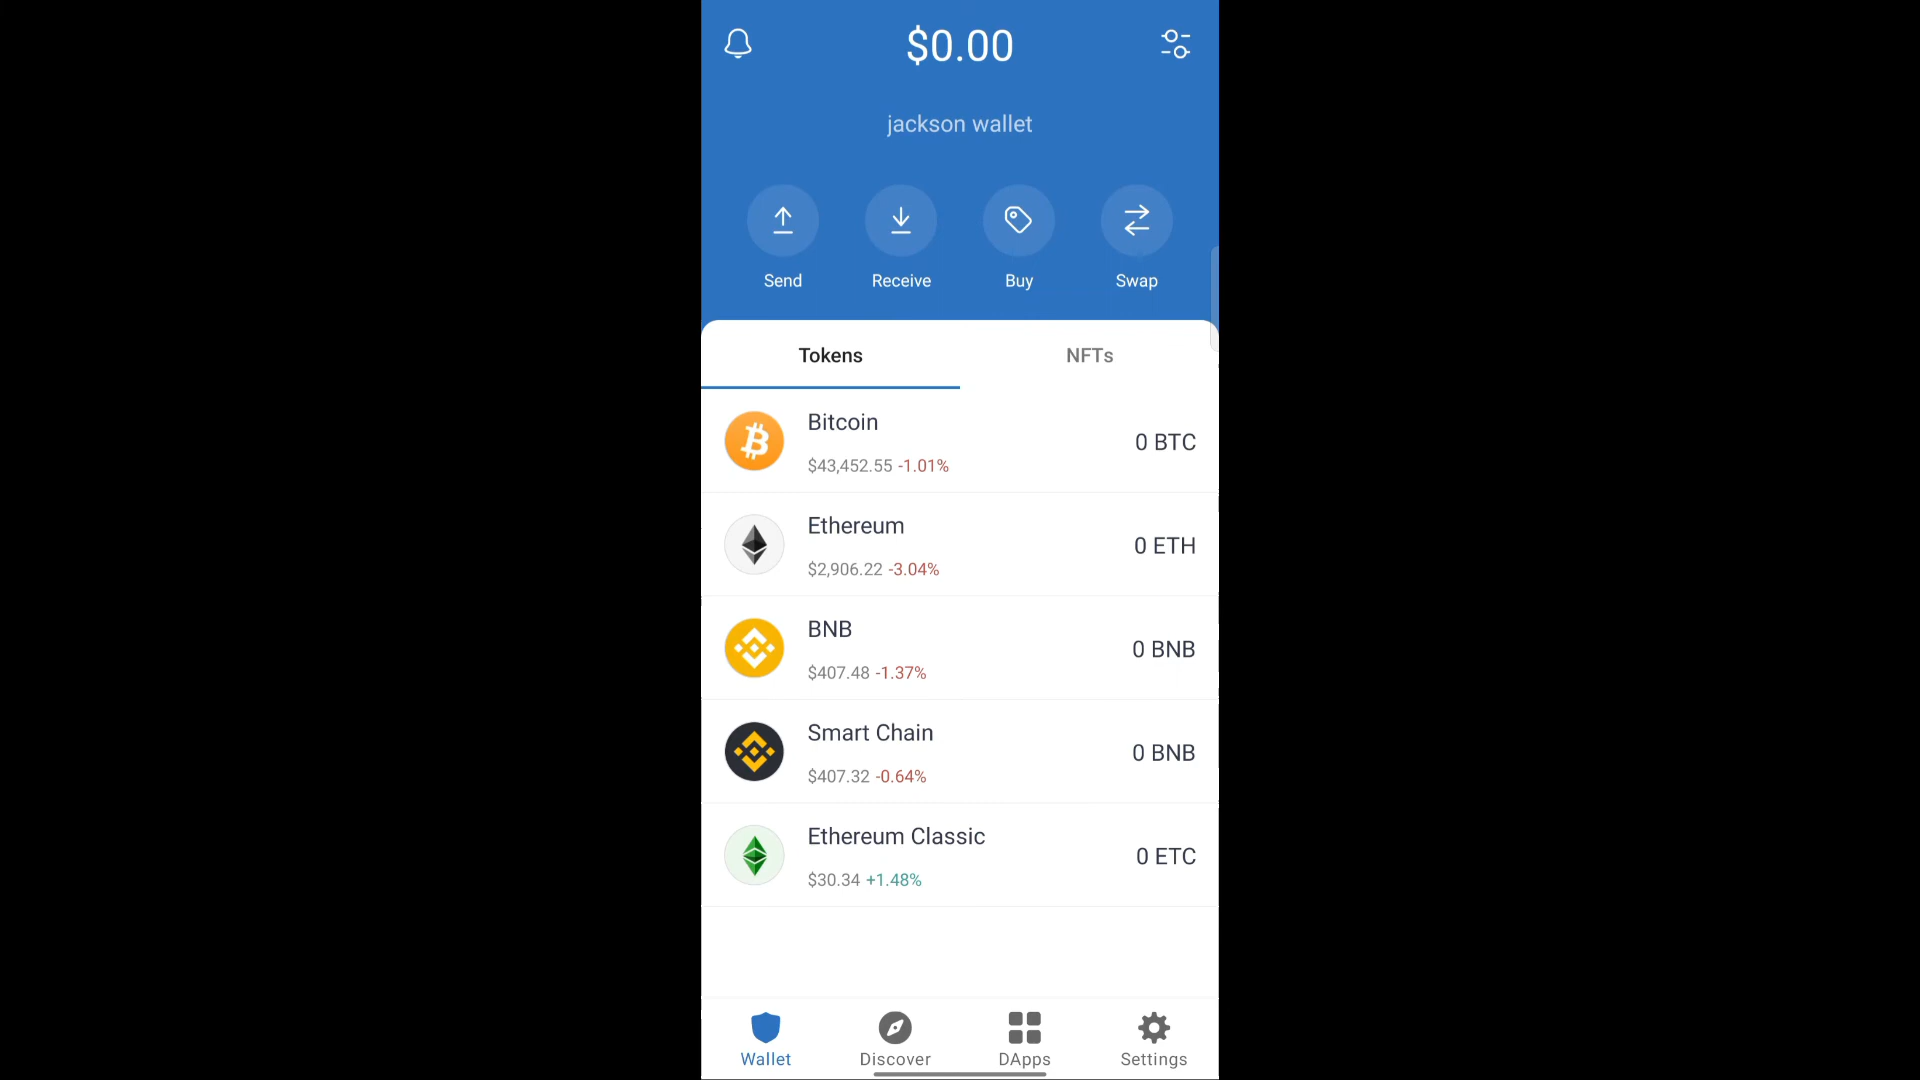 $0.00
jackson wallet
Send Receive Buy Swap
Tokens NFTs
Bitcoin
0 BTC
$43,452.55 -1.01%
Ethereum
0 ETH
$2,906.22 -3.04%
BNB
0 BNB
$407.48 -1.37%
Smart Chain
0 BNB
$407.32 -0.64%
Ethereum Classic
0 ETC
$30.34 +1.48%
Wallet Discover DApps Settings